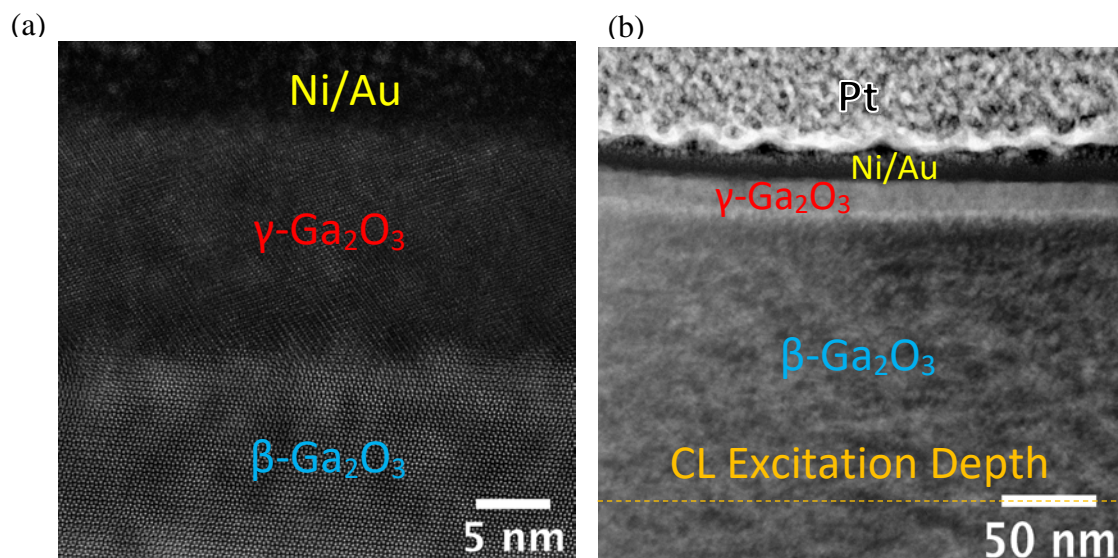 (a)
Ni/Au
γ-Ga₂O₃
β-Ga₂O₃
5 nm
(b)
Pt
Ni/Au
γ-Ga₂O₃
β-Ga₂O₃
CL Excitation Depth
50 nm